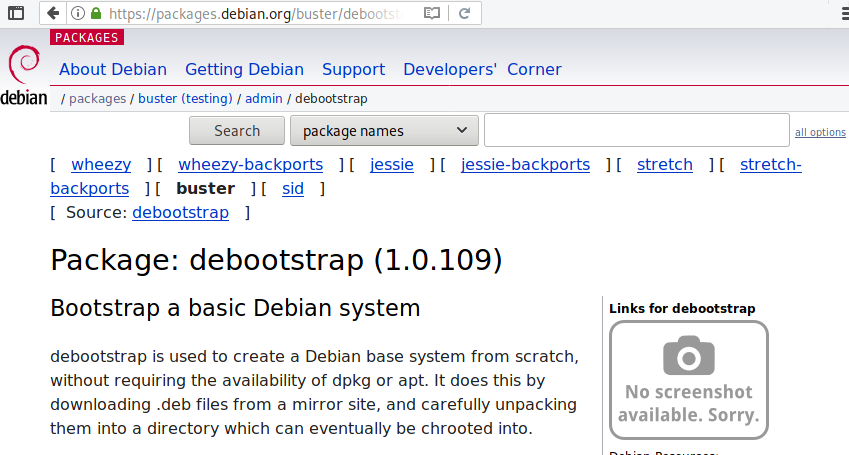 https://packages.debian.org/buster/debootst
PACKAGES
About Debian Getting Debian Support Developers' Corner
debian
/ packages / buster (testing) / admin / debootstrap
Search package names all options
[ wheezy ] [ wheezy-backports ] [ jessie ] [ jessie-backports ] [ stretch ] [ stretch-
backports ] [ buster ] [ sid ]
[ Source: debootstrap ]
Package: debootstrap (1.0.109)
Bootstrap a basic Debian system
debootstrap is used to create a Debian base system from scratch,
without requiring the availability of dpkg or apt. It does this by
downloading .deb files from a mirror site, and carefully unpacking
them into a directory which can eventually be chrooted into.
Links for debootstrap
No screenshot
available. Sorry.
Debian Resources: